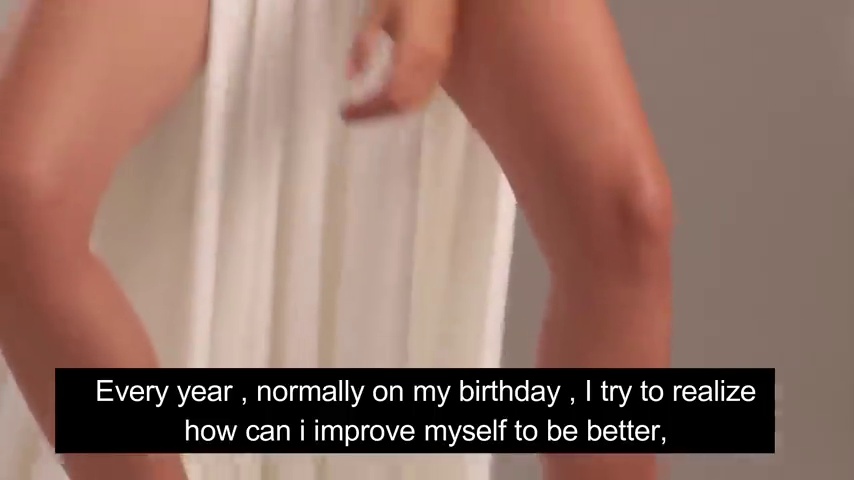 Every year , normally on my birthday , I try to realize
how can i improve myself to be better,